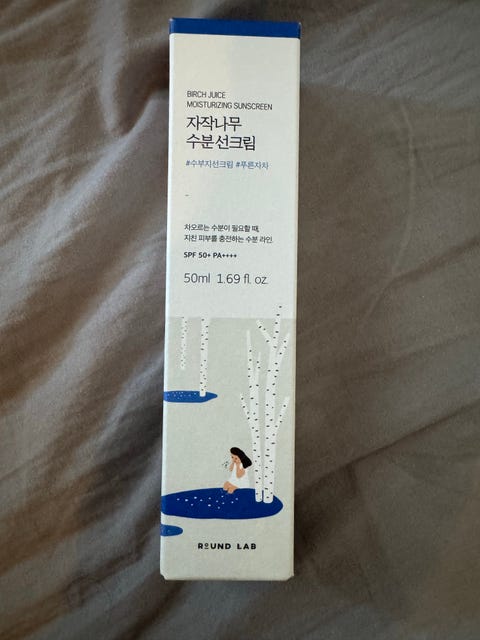 BIRCH JUICE
MOISTURIZING SUNSCREEN
자작나무
수분선크림
#수부지선크림 #푸른자차
차오르는 수분이 필요할 때,
지친 피부를 충전하는 수분 라인.
SPF 50+ PA++++
50ml 1.69 fl. oz.
ROUND LAB